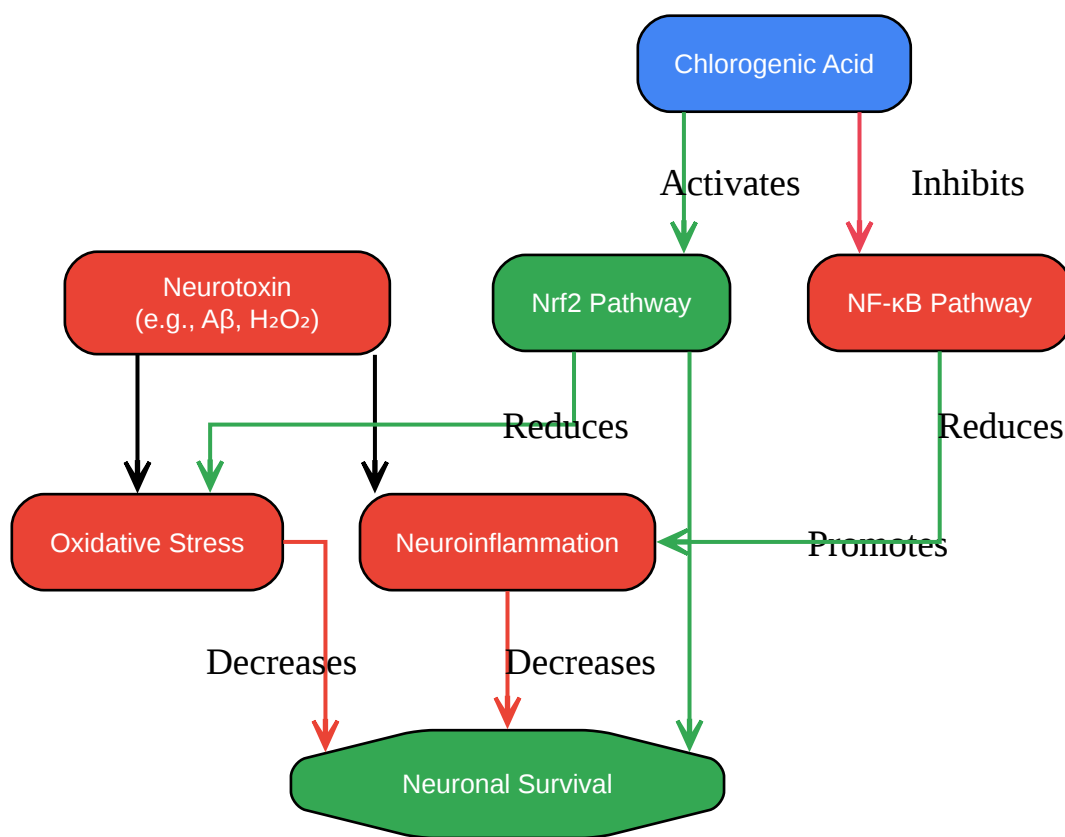 Chlorogenic Acid
Activates
Inhibits
Neurotoxin
(e.g., Aβ, H₂O₂)
Nrf2 Pathway
NF-κB Pathway
Reduces
Reduces
Oxidative Stress
Neuroinflammation
Promotes
Decreases
Decreases
Neuronal Survival